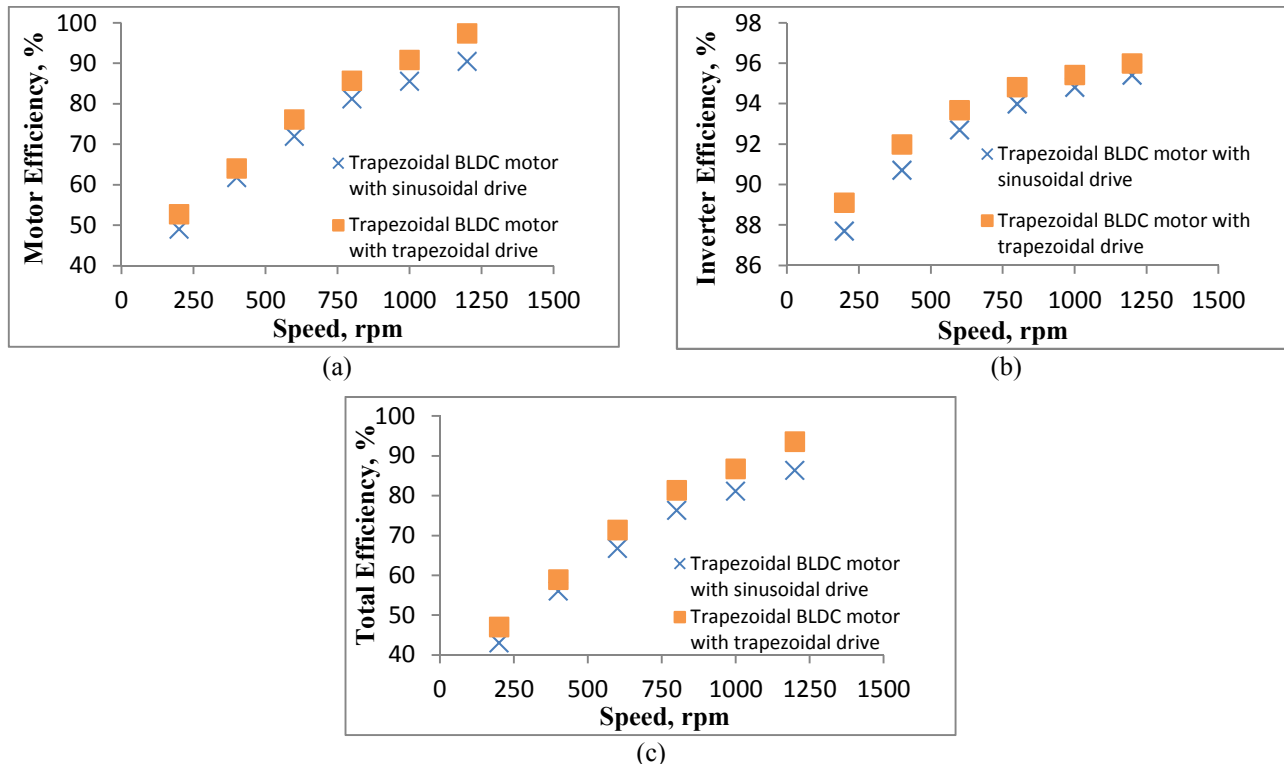 Motor Efficiency, %
100
90
80
70
60
50
40
0 250 500 750 1000 1250 1500
Speed, rpm
Trapezoidal BLDC motor
with sinusoidal drive
Trapezoidal BLDC motor
with trapezoidal drive
(a)
Inverter Efficiency, %
98
96
94
92
90
88
86
0 250 500 750 1000 1250 1500
Speed, rpm
Trapezoidal BLDC motor with
sinusoidal drive
Trapezoidal BLDC motor with
trapezoidal drive
(b)
Total Efficiency, %
100
90
80
70
60
50
40
0 250 500 750 1000 1250 1500
Speed, rpm
Trapezoidal BLDC motor
with sinusoidal drive
Trapezoidal BLDC motor
with trapezoidal drive
(c)